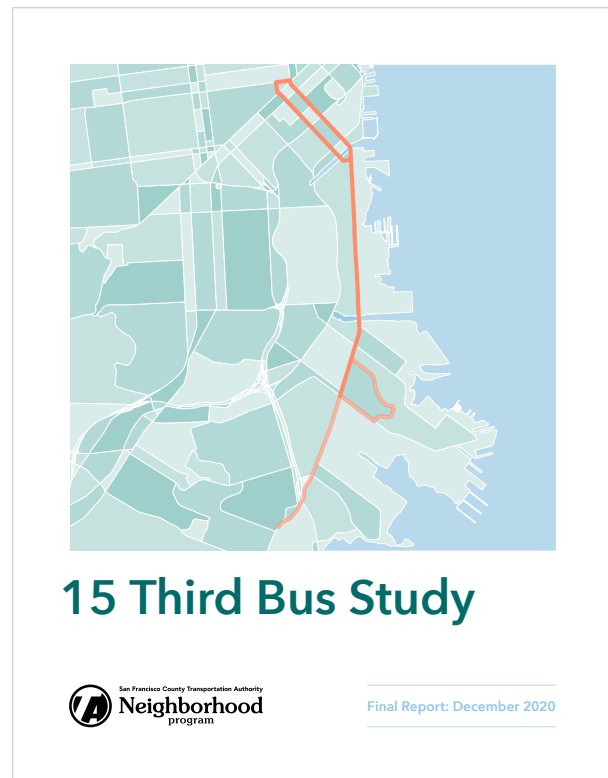 15 Third Bus Study
San Francisco County Transportation Authority
Neighborhood
program
Final Report: December 2020